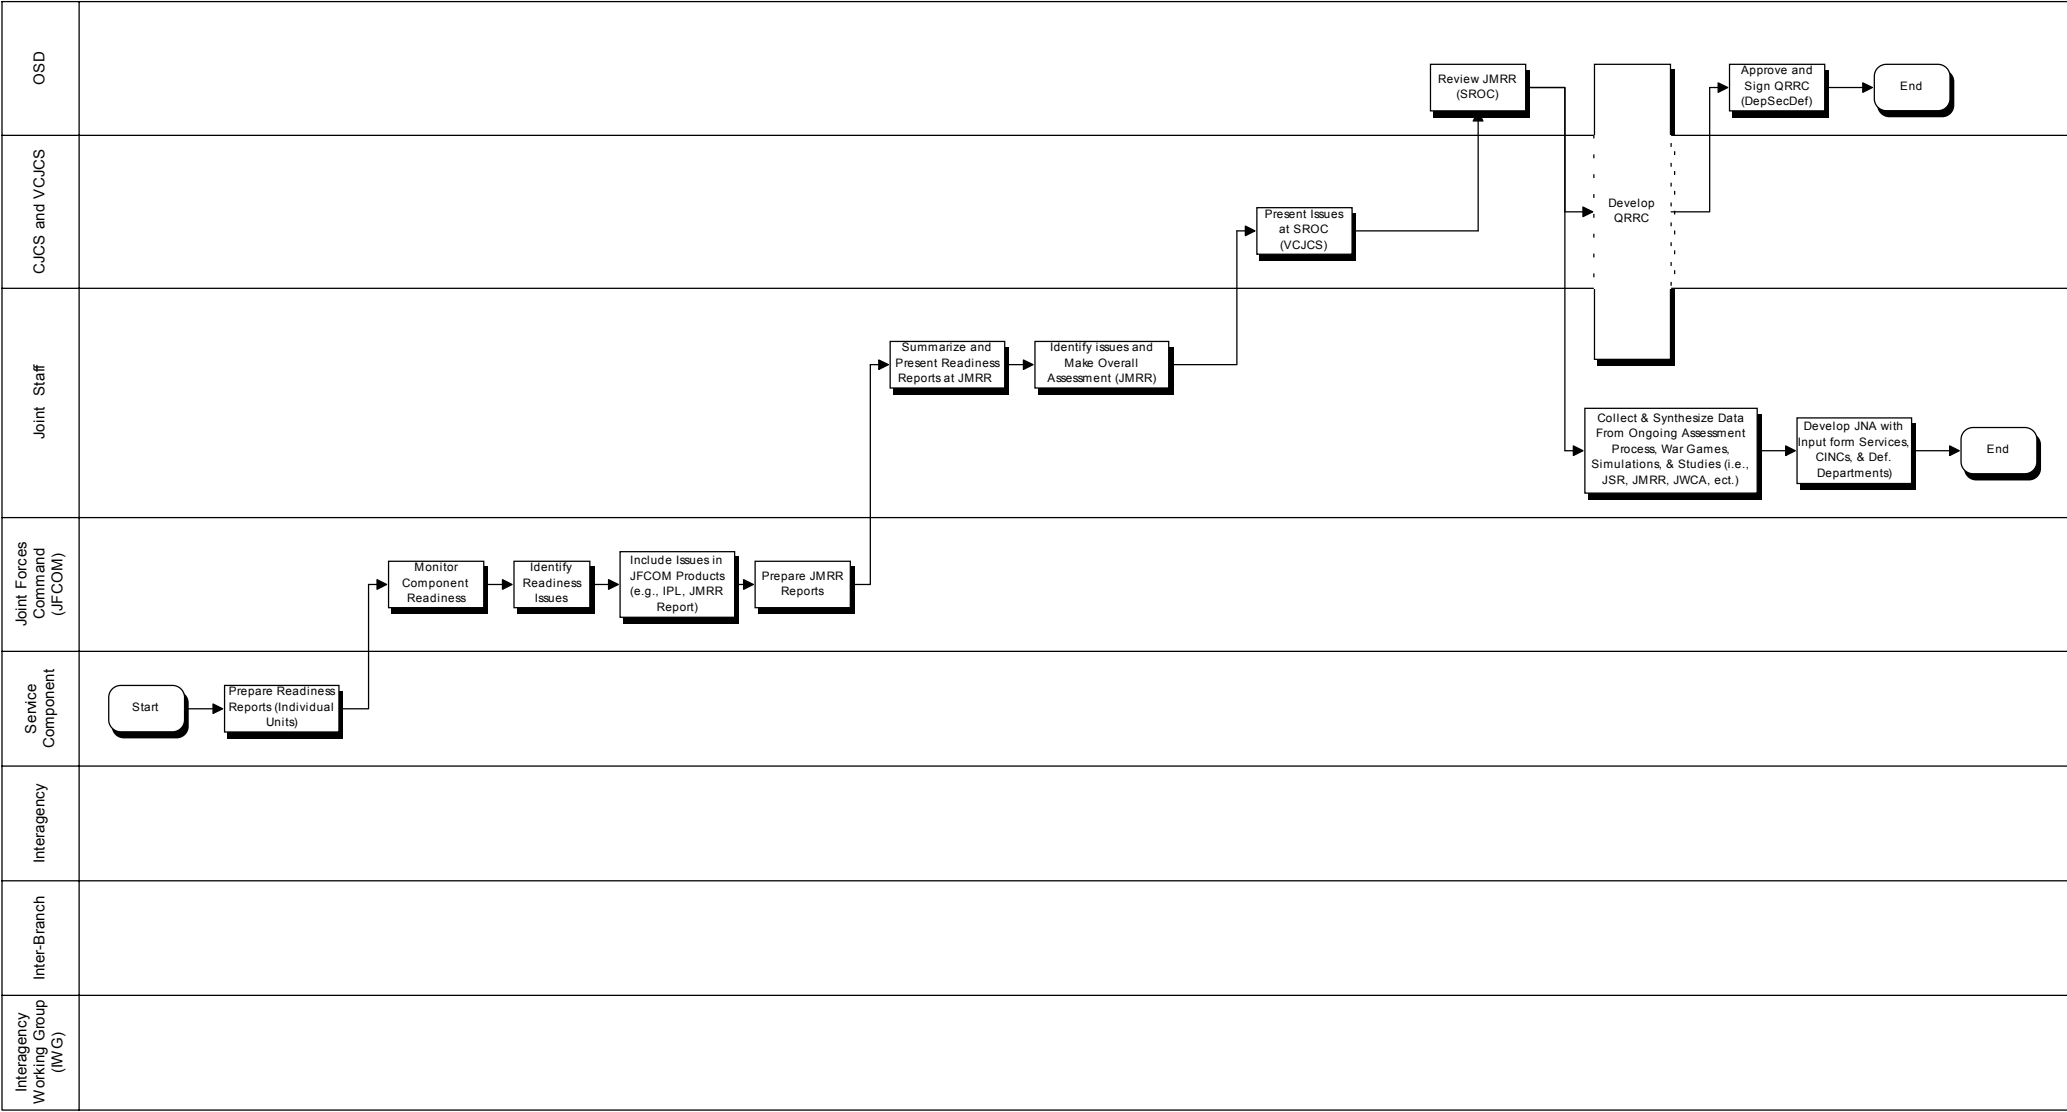 OSD
Review JMRR
(SROC)
Approve and
Sign QRRC
(DepSecDef)
End
CJCS and VCJCS
Present Issues
at SROC
(VCJCS)
Develop
QRRC
Joint Staff
Summarize and
Present Readiness
Reports at JMRR
Identify issues and
Make Overall
Assessment (JMRR)
Collect & Synthesize Data
From Ongoing Assessment
Process, War Games,
Simulations, & Studies (i.e.,
JSR, JMRR, JWCA, ect.)
Develop JNA with
Input form Services,
CINCs, & Def.
Departments)
End
Joint Forces
Command
(JFCOM)
Monitor
Component
Readiness
Identify
Readiness
Issues
Include Issues in
JFCOM Products
(e.g., IPL, JMRR
Report)
Prepare JMRR
Reports
Service
Component
Start
Prepare Readiness
Reports (Individual
Units)
Interagency
Inter-Branch
Interagency
Working Group
(IWG)